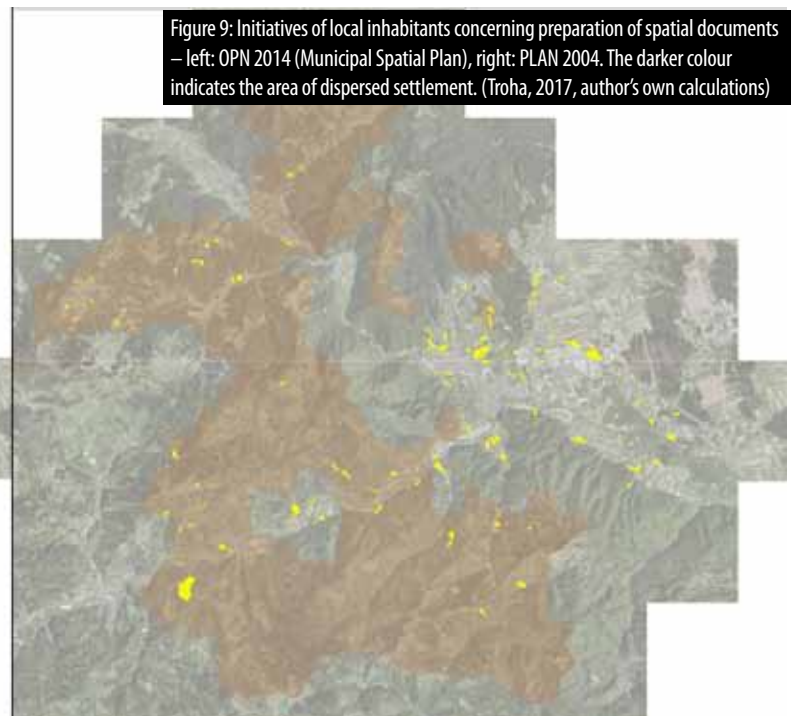 Figure 9: Initiatives of local inhabitants concerning preparation of spatial documents
– left: OPN 2014 (Municipal Spatial Plan), right: PLAN 2004. The darker colour
indicates the area of dispersed settlement. (Troha, 2017, author’s own calculations)